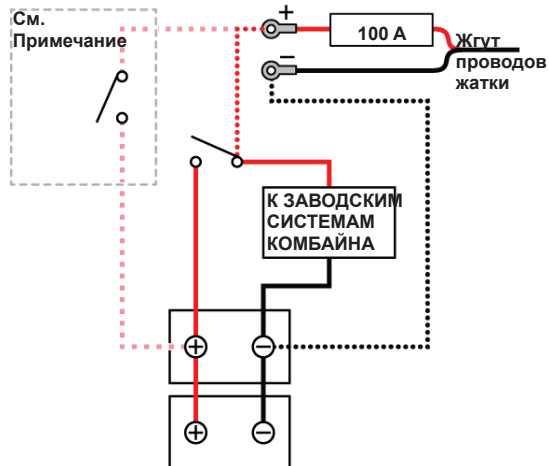 См.
Примечание
+
100 А
−
Жгут
проводов
жатки
К ЗАВОДСКИМ
СИСТЕМАМ
КОМБАЙНА
+ −
+ −